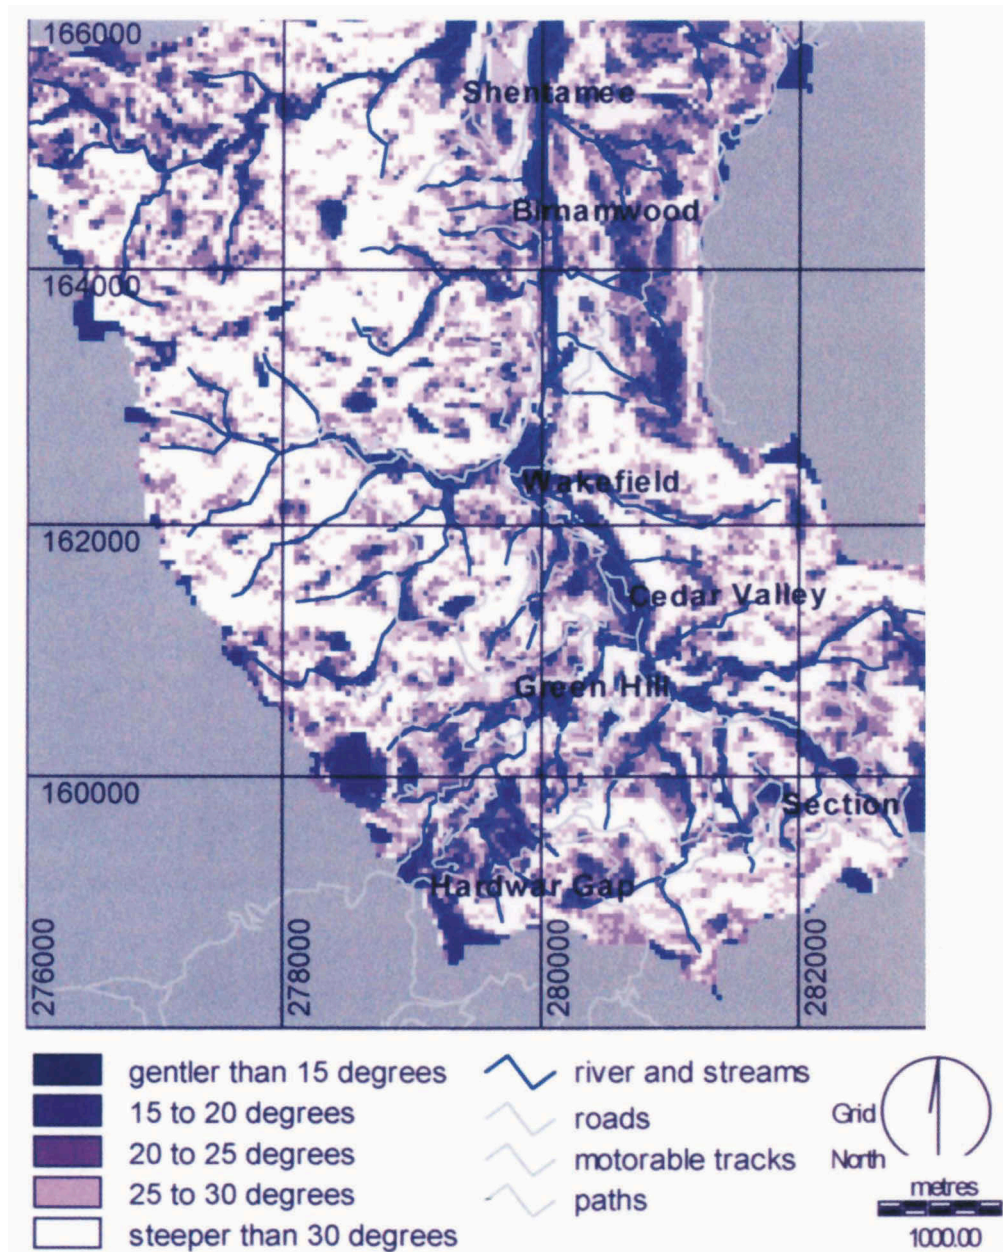 166000
Shentamee
Birnamwood
164000
Wakefield
162000
Cedar Valley
Green Hill
160000
Section
Hardwar Gap
276000
278000
280000
282000
gentler than 15 degrees
15 to 20 degrees
20 to 25 degrees
25 to 30 degrees
steeper than 30 degrees
river and streams
roads
motorable tracks
paths
Grid
North
metres
1000.00